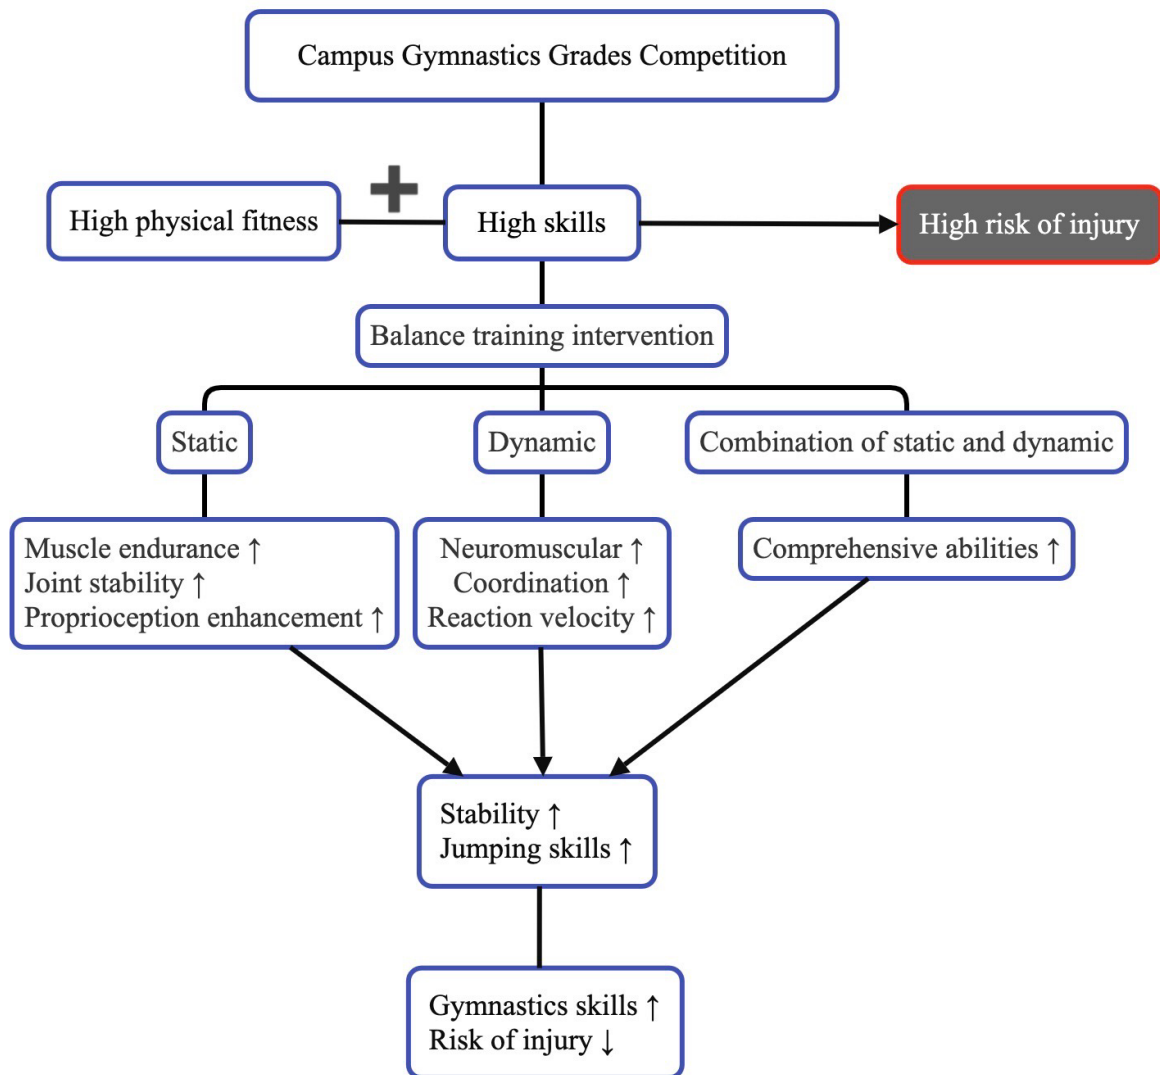 Campus Gymnastics Grades Competition
High physical fitness
+
High skills
High risk of injury
Balance training intervention
Static
Dynamic
Combination of static and dynamic
Muscle endurance ↑
Joint stability ↑
Proprioception enhancement ↑
Neuromuscular ↑
Coordination ↑
Reaction velocity ↑
Comprehensive abilities ↑
Stability ↑
Jumping skills ↑
Gymnastics skills ↑
Risk of injury ↓